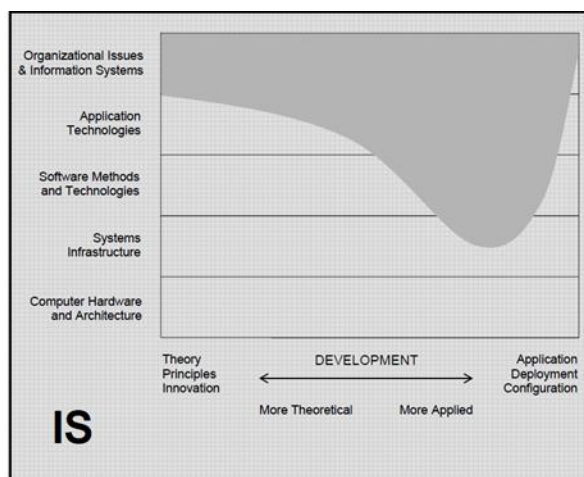 Organizational Issues
& Information Systems
Application
Technologies
Software Methods
and Technologies
Systems
Infrastructure
Computer Hardware
and Architecture
Theory
Principles
Innovation
DEVELOPMENT
Application
Deployment
Configuration
More Theoretical
More Applied
IS